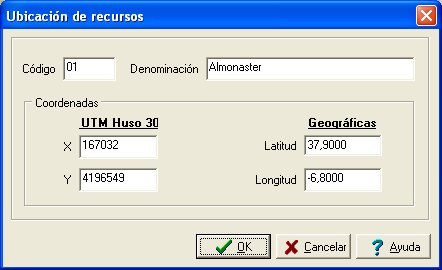 Ubicación de recursos
Código 01 Denominación Almonaster
Coordenadas
UTM Huso 30 Geográficas
X 167032 Latitud 37,9000
Y 4196549 Longitud -6,8000
OK Cancelar Ayuda